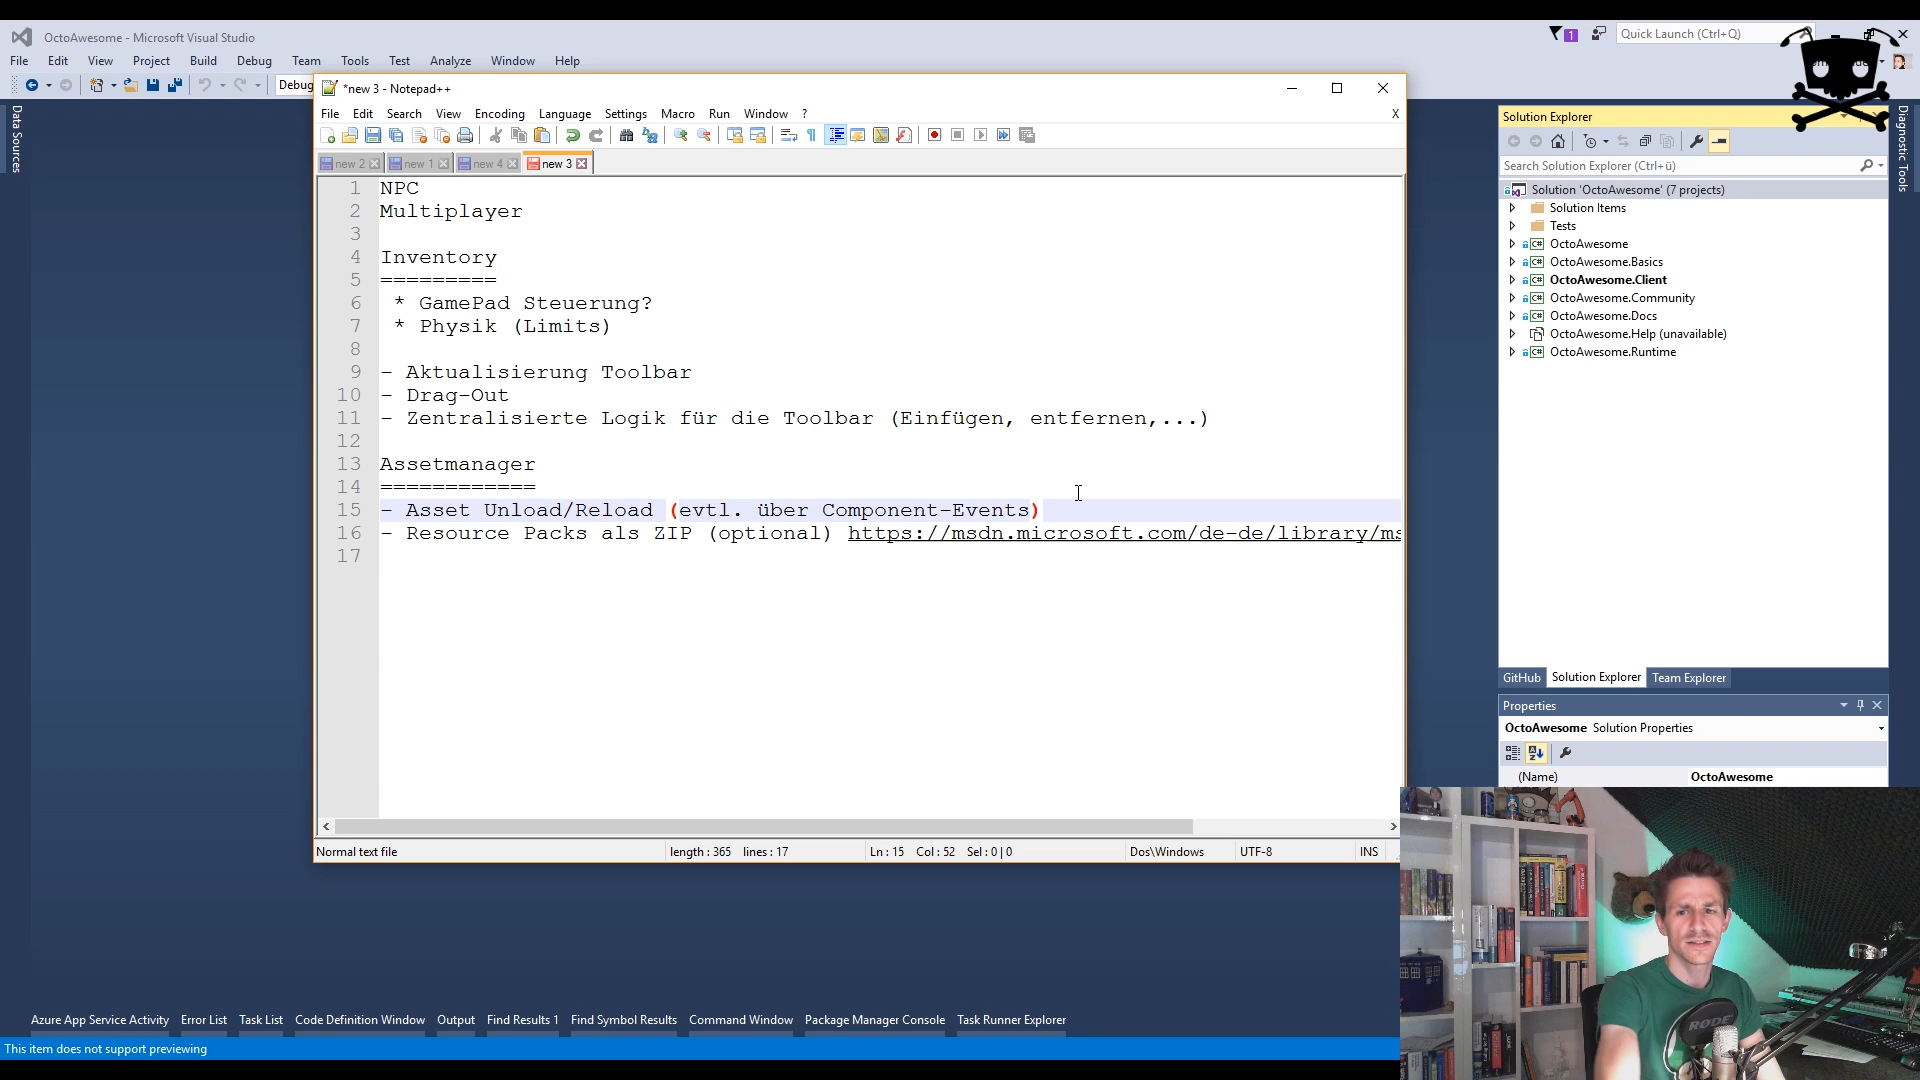 OctoAwesome - Microsoft Visual Studio
1
Quick Launch (Ctrl+Q)
File Edit View Project Build Debug Team Tools Test Analyze Window Help
Debug
Data Sources
*new 3 - Notepad++
File Edit Search View Encoding Language Settings Macro Run Window ?
X
new 2 new 1 new 4 new 3
1 NPC
2 Multiplayer
3
4 Inventory
5 =========
6 * GamePad Steuerung?
7 * Physik (Limits)
8
9 - Aktualisierung Toolbar
10 - Drag-Out
11 - Zentralisierte Logik für die Toolbar (Einfügen, entfernen,...)
12
13 Assetmanager
14 ============
15 - Asset Unload/Reload (evtl. über Component-Events)
16 - Resource Packs als ZIP (optional) https://msdn.microsoft.com/de-de/library/ms
17
Normal text file length : 365 lines : 17 Ln : 15 Col : 52 Sel : 0 | 0 Dos\Windows UTF-8 INS
Solution Explorer
Diagnostic Tools
Search Solution Explorer (Ctrl+ü)
Solution 'OctoAwesome' (7 projects)
Solution Items
Tests
OctoAwesome
OctoAwesome.Basics
OctoAwesome.Client
OctoAwesome.Community
OctoAwesome.Docs
OctoAwesome.Help (unavailable)
OctoAwesome.Runtime
GitHub Solution Explorer Team Explorer
Properties
OctoAwesome Solution Properties
(Name) OctoAwesome
RØDE
Azure App Service Activity Error List Task List Code Definition Window Output Find Results 1 Find Symbol Results Command Window Package Manager Console Task Runner Explorer
This item does not support previewing